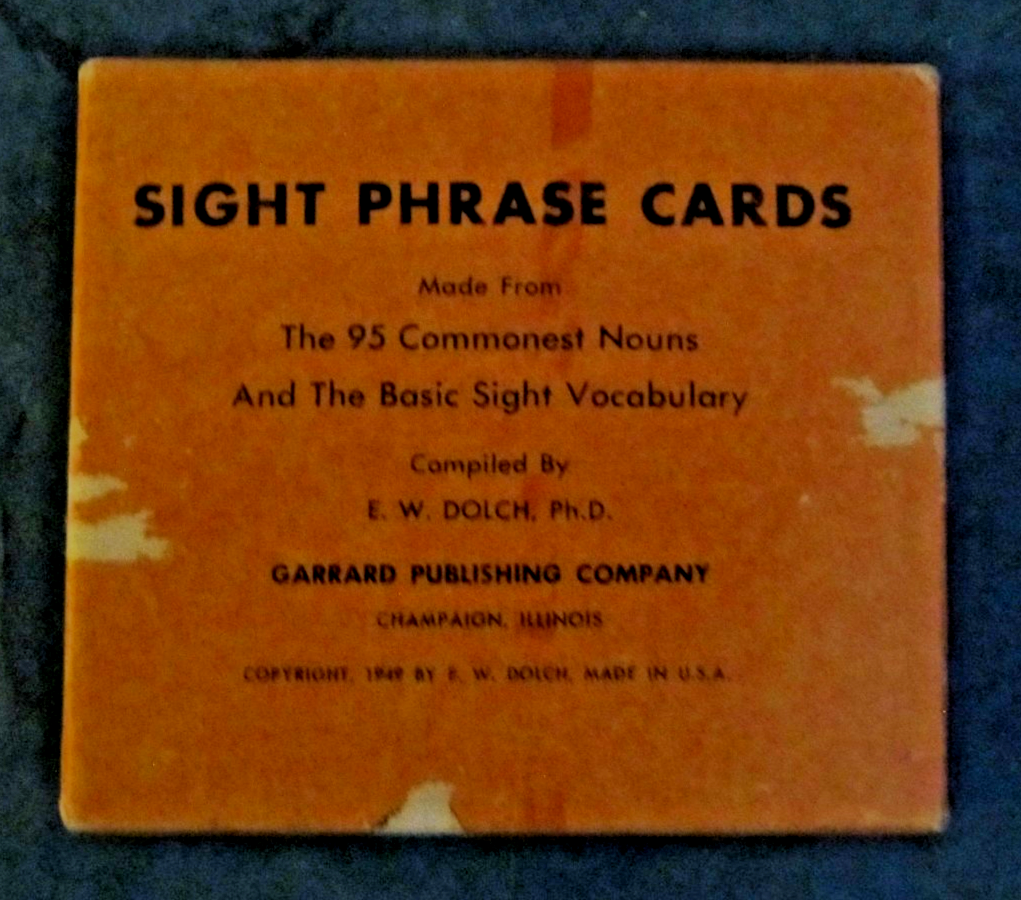 SIGHT PHRASE CARDS
Made From
The 95 Commonest Nouns
And The Basic Sight Vocabulary
Compiled By
E. W. DOLCH, Ph.D.
GARRARD PUBLISHING COMPANY
CHAMPAIGN, ILLINOIS
COPYRIGHT, 1949 BY E. W. DOLCH, MADE IN U.S.A.